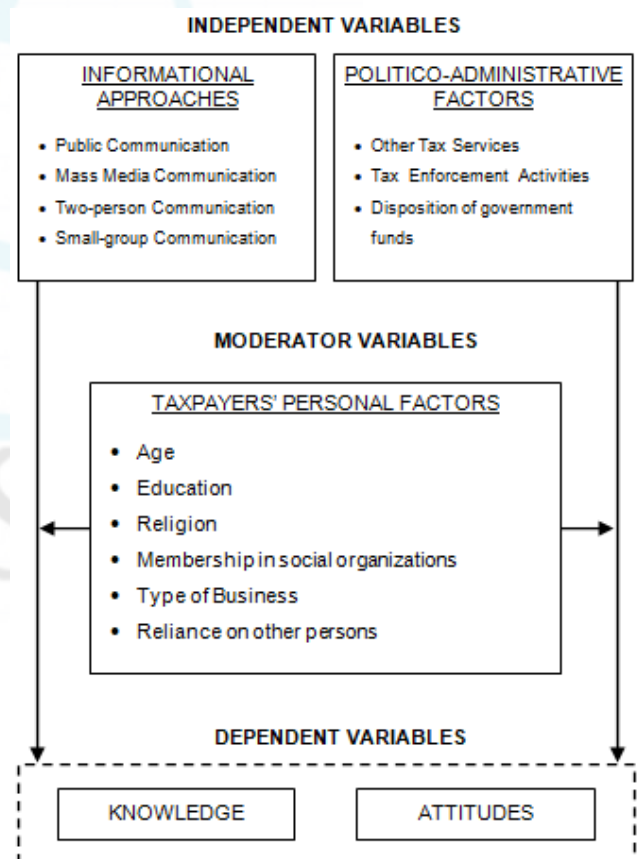 INDEPENDENT VARIABLES
INFORMATIONAL
APPROACHES
• Public Communication
• Mass Media Communication
• Two-person Communication
• Small-group Communication
POLITICO-ADMINISTRATIVE
FACTORS
• Other Tax Services
• Tax Enforcement Activities
• Disposition of government
funds
MODERATOR VARIABLES
TAXPAYERS' PERSONAL FACTORS
• Age
• Education
• Religion
• Membership in social organizations
• Type of Business
• Reliance on other persons
DEPENDENT VARIABLES
KNOWLEDGE
ATTITUDES